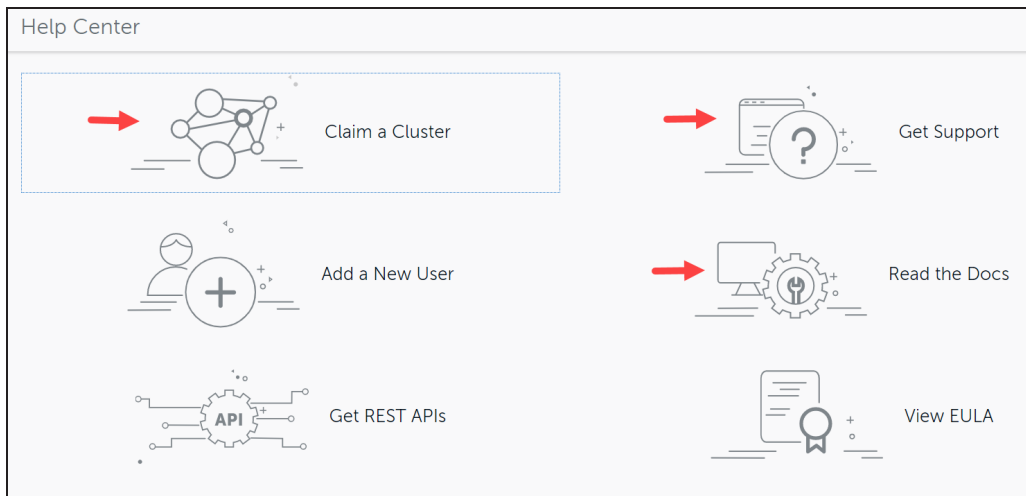 Help Center
Claim a Cluster
?
Get Support
Add a New User
Read the Docs
API
Get REST APIs
View EULA